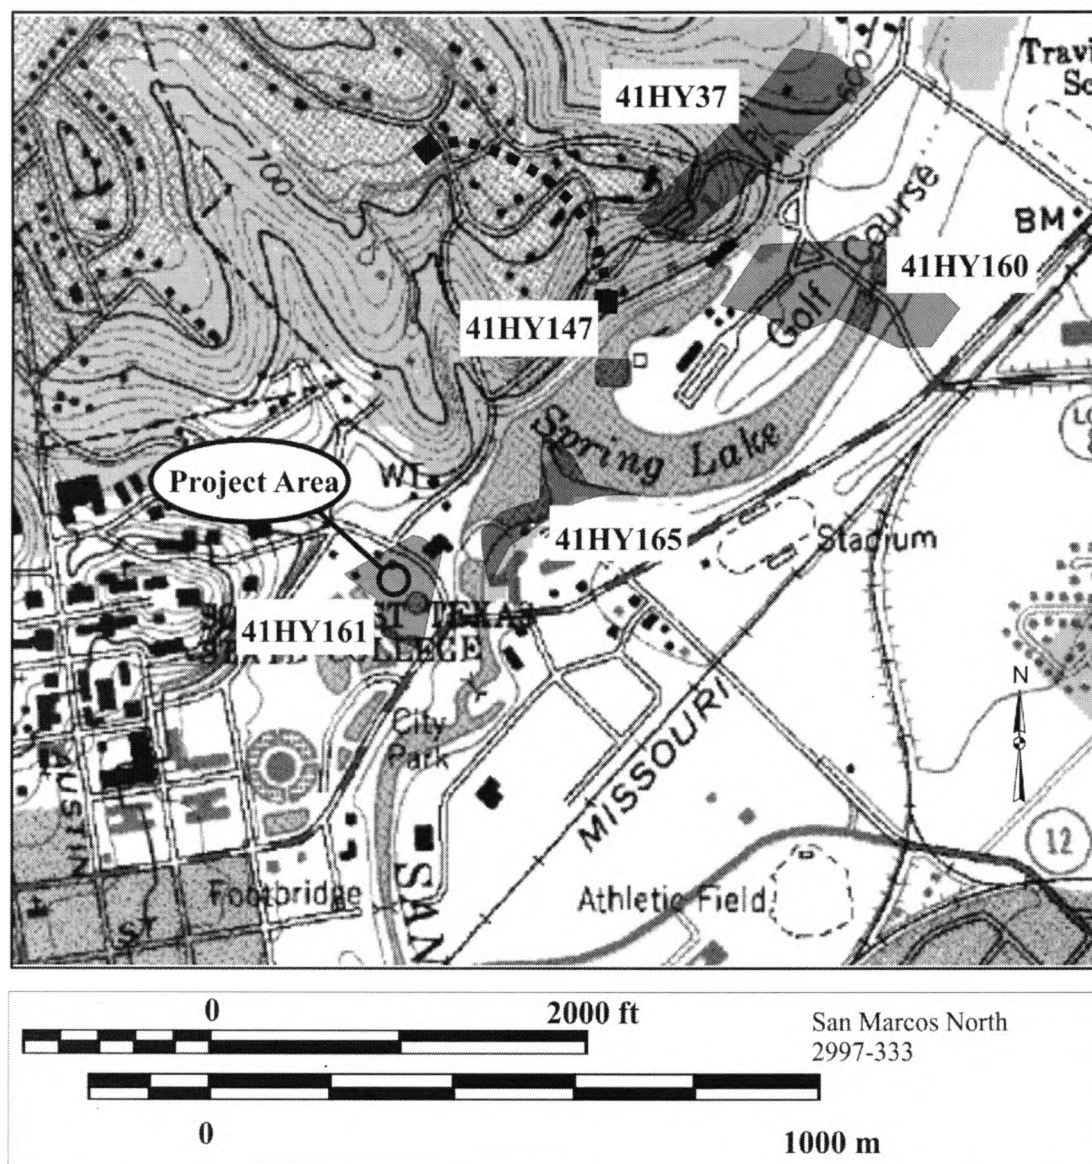 Travi
Sc
41HY37
600
700
Golf Course
BM
41HY160
41HY147
Spring Lake
Project Area
WT
41HY165
Stadium
TEXAS
41HY161
STATE COLLEGE
N
City
Park
MISSOURI
AUSTIN
12
Footbridge
Athletic Field
SAN
ST
0
2000 ft
San Marcos North
2997-333
0
1000 m